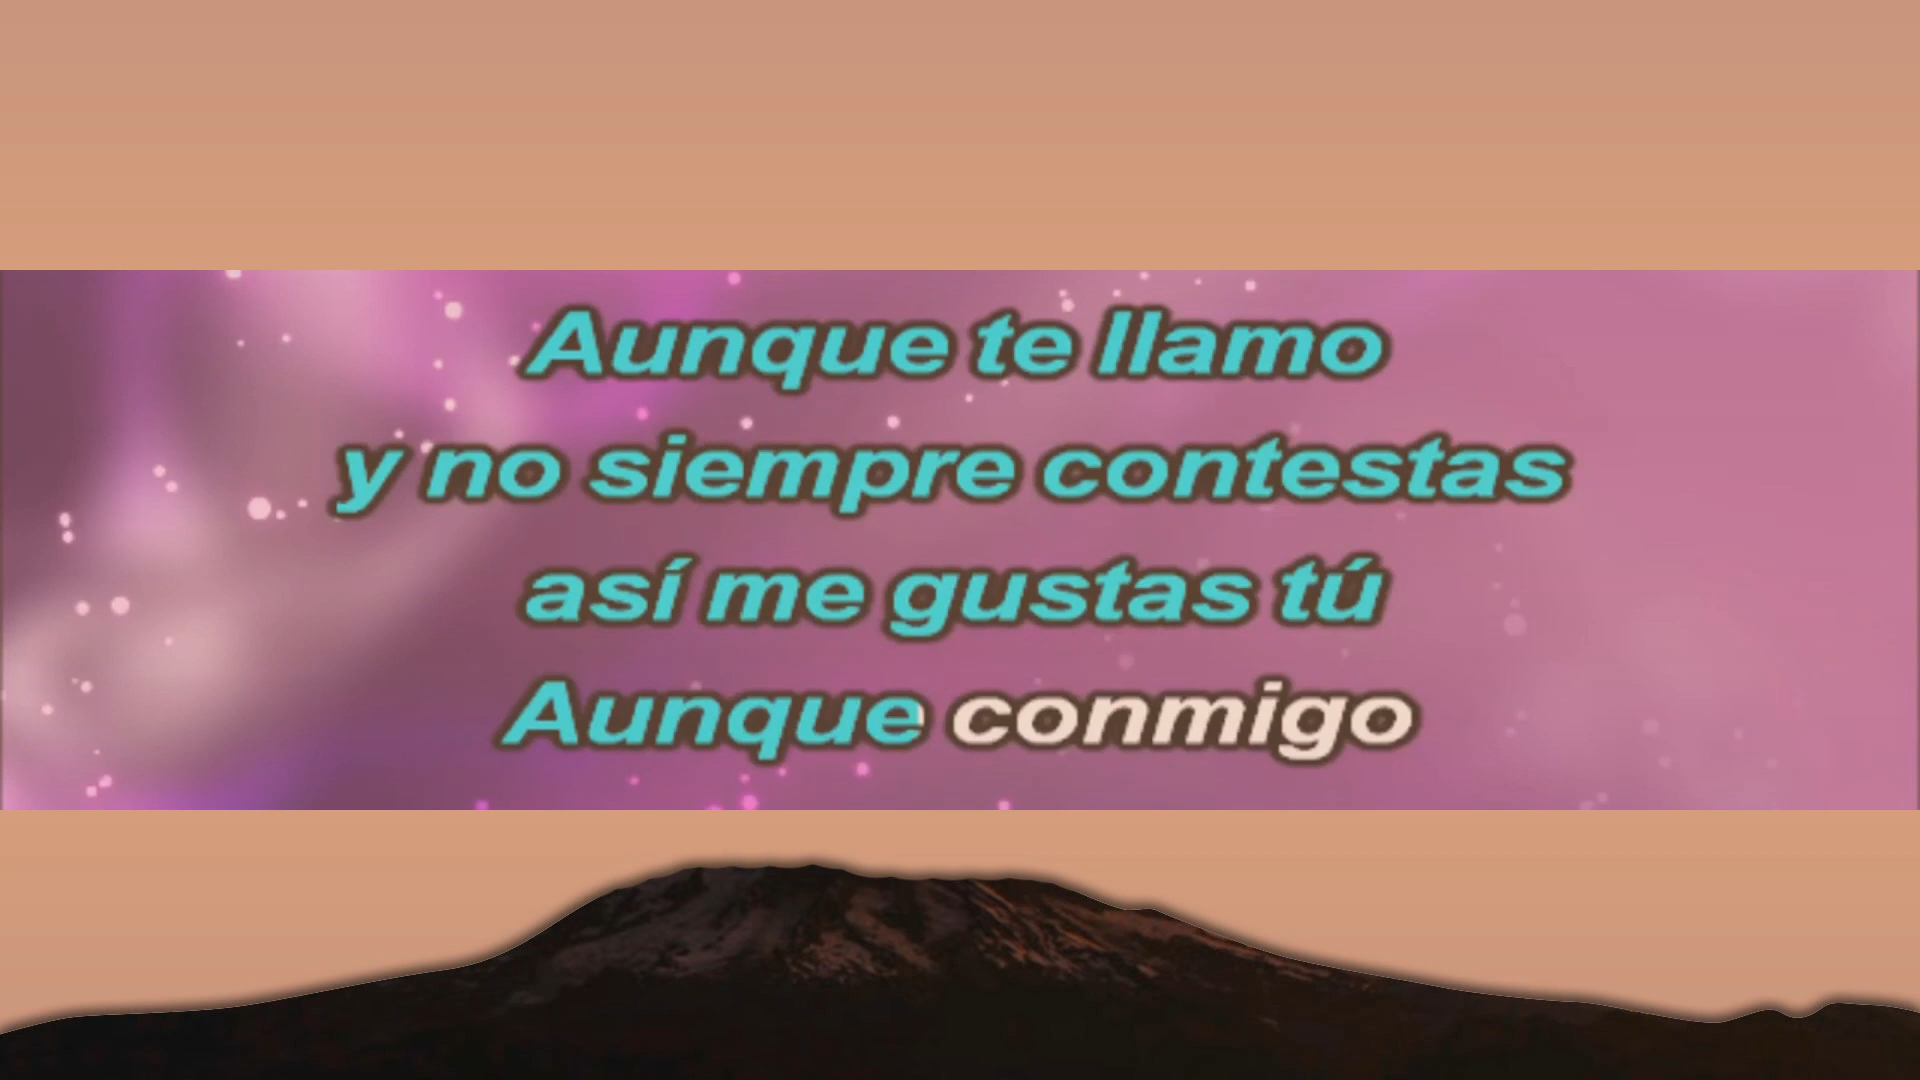 Aunque te llamo
y no siempre contestas
así me gustas tú
Aunque conmigo